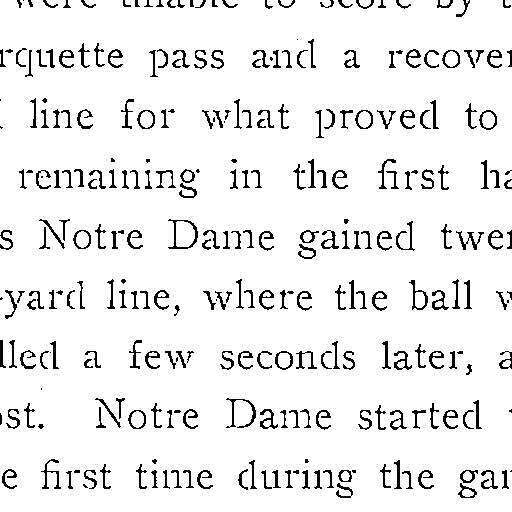 were unable to score by
rquette pass and a recover
line for what proved to
remaining in the first ha
s Notre Dame gained twen
-yard line, where the ball w
lled a few seconds later, a
ost. Notre Dame started
e first time during the gam